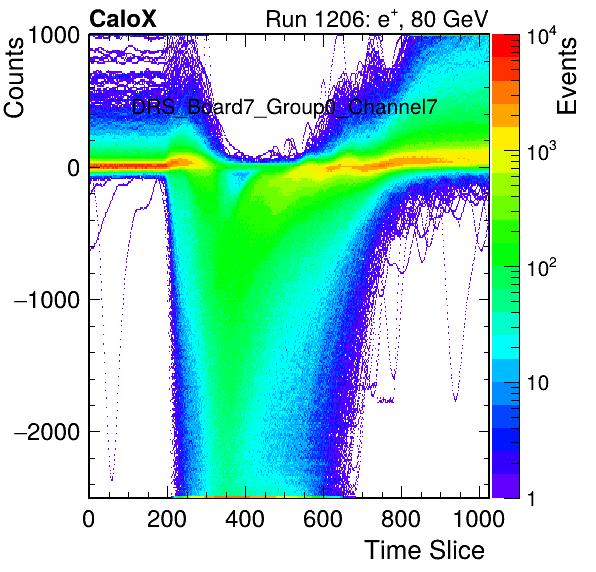 CaloX Run 1206: e⁺, 80 GeV
Counts
Events
DRS_Board7_Group0_Channel7
1000
0
−1000
−2000
0 200 400 600 800 1000
Time Slice
10⁴
10³
10²
10
1